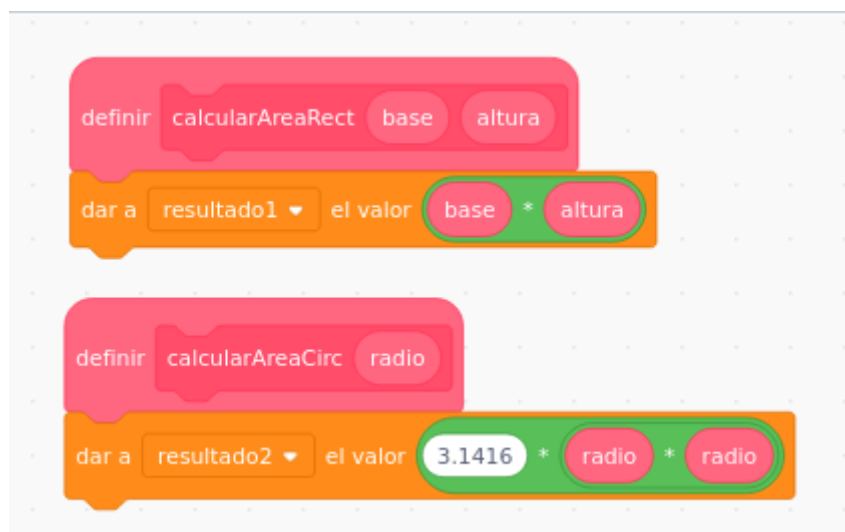 definir calcularAreaRect base altura
dar a resultado1 el valor base * altura
definir calcularAreaCirc radio
dar a resultado2 el valor 3.1416 * radio * radio